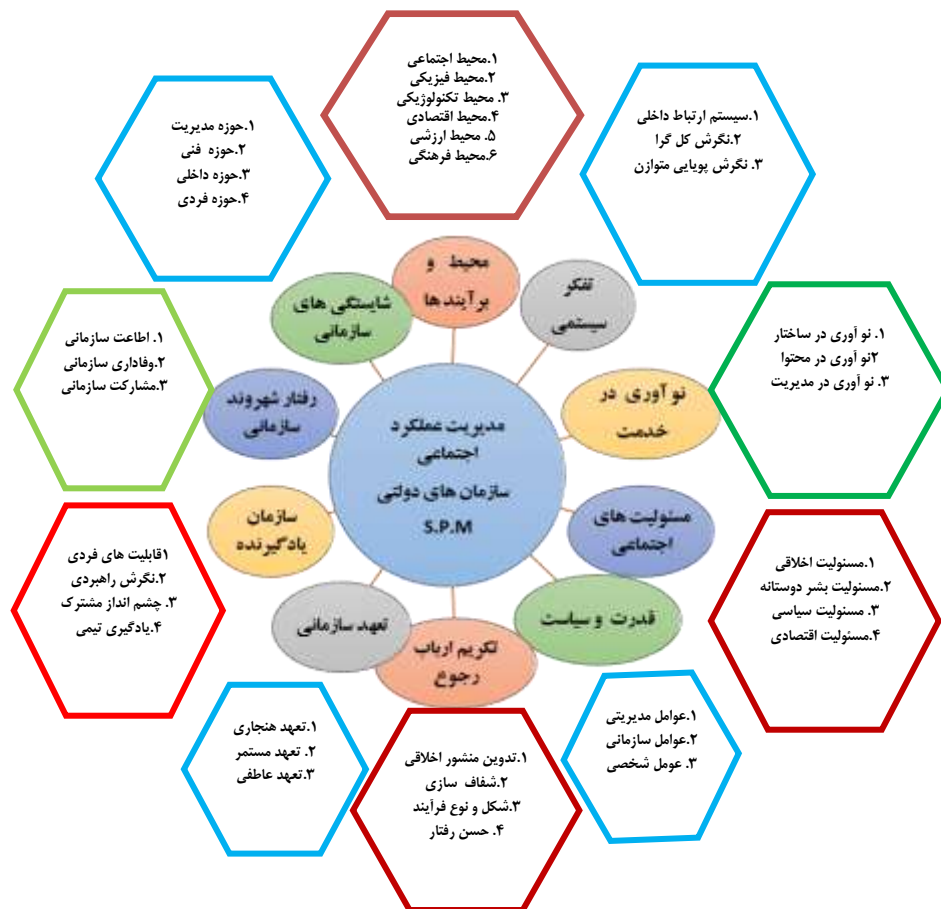 ۱.محیط اجتماعی
۲.محیط فیزیکی
۳. محیط تکنولوژیکی
۴.محیط اقتصادی
۵. محیط ارزشی
۶.محیط فرهنگی
۱.سیستم ارتباط داخلی
۲.نگرش کل گرا
۳. نگرش پویایی متوازن
۱.حوزه مدیریت
۲.حوزه فنی
۳.حوزه داخلی
۴.حوزه فردی
محیط و
برآیندها
تفکر
سیستمی
شایستگی های
سازمانی
۱. نو آوری در ساختار
۲نو آوری در محتوا
۳. نو آوری در مدیریت
۱. اطاعت سازمانی
۲.وفاداری سازمانی
۳.مشارکت سازمانی
نو آوری در
خدمت
رفتار شهروند
سازمانی
مدیریت عملکرد
اجتماعی
سازمان های دولتی
S.P.M
مسئولیت های
اجتماعی
سازمان
یادگیرنده
۱.مسنولیت اخلاقی
۲.مسنولیت بشر دوستانه
۳. مسنولیت سیاسی
۴.مسئولیت اقتصادی
۱قابلیت های فردی
۲.نگرش راهبردی
۳. چشم انداز مشترک
۴.یادگیری تیمی
قدرت و سیاست
تعهد سازمانی
تکریم ارباب
رجوع
۱.عوامل مدیریتی
۲.عوامل سازمانی
۳. عومل شخصی
۱.تدوین منشور اخلاقی
۲.شفاف سازی
۳.شکل و نوع فرآیند
۴. حسن رفتار
۱.تعهد هنجاری
۲. تعهد مستمر
۳.تعهد عاطفی